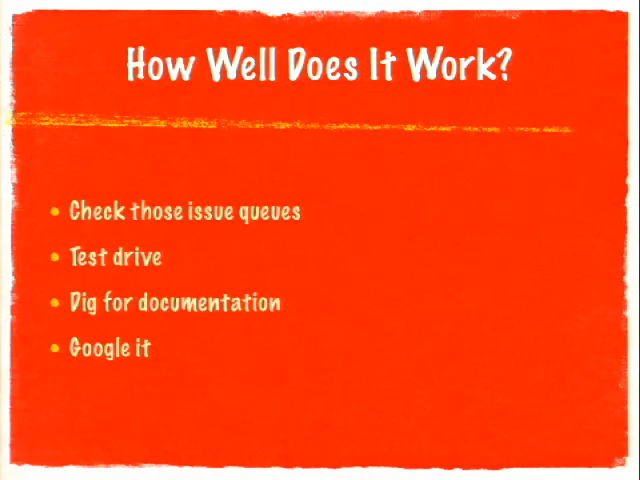 How Well Does It Work?
Check those issue queues
Test drive
Dig for documentation
Google it